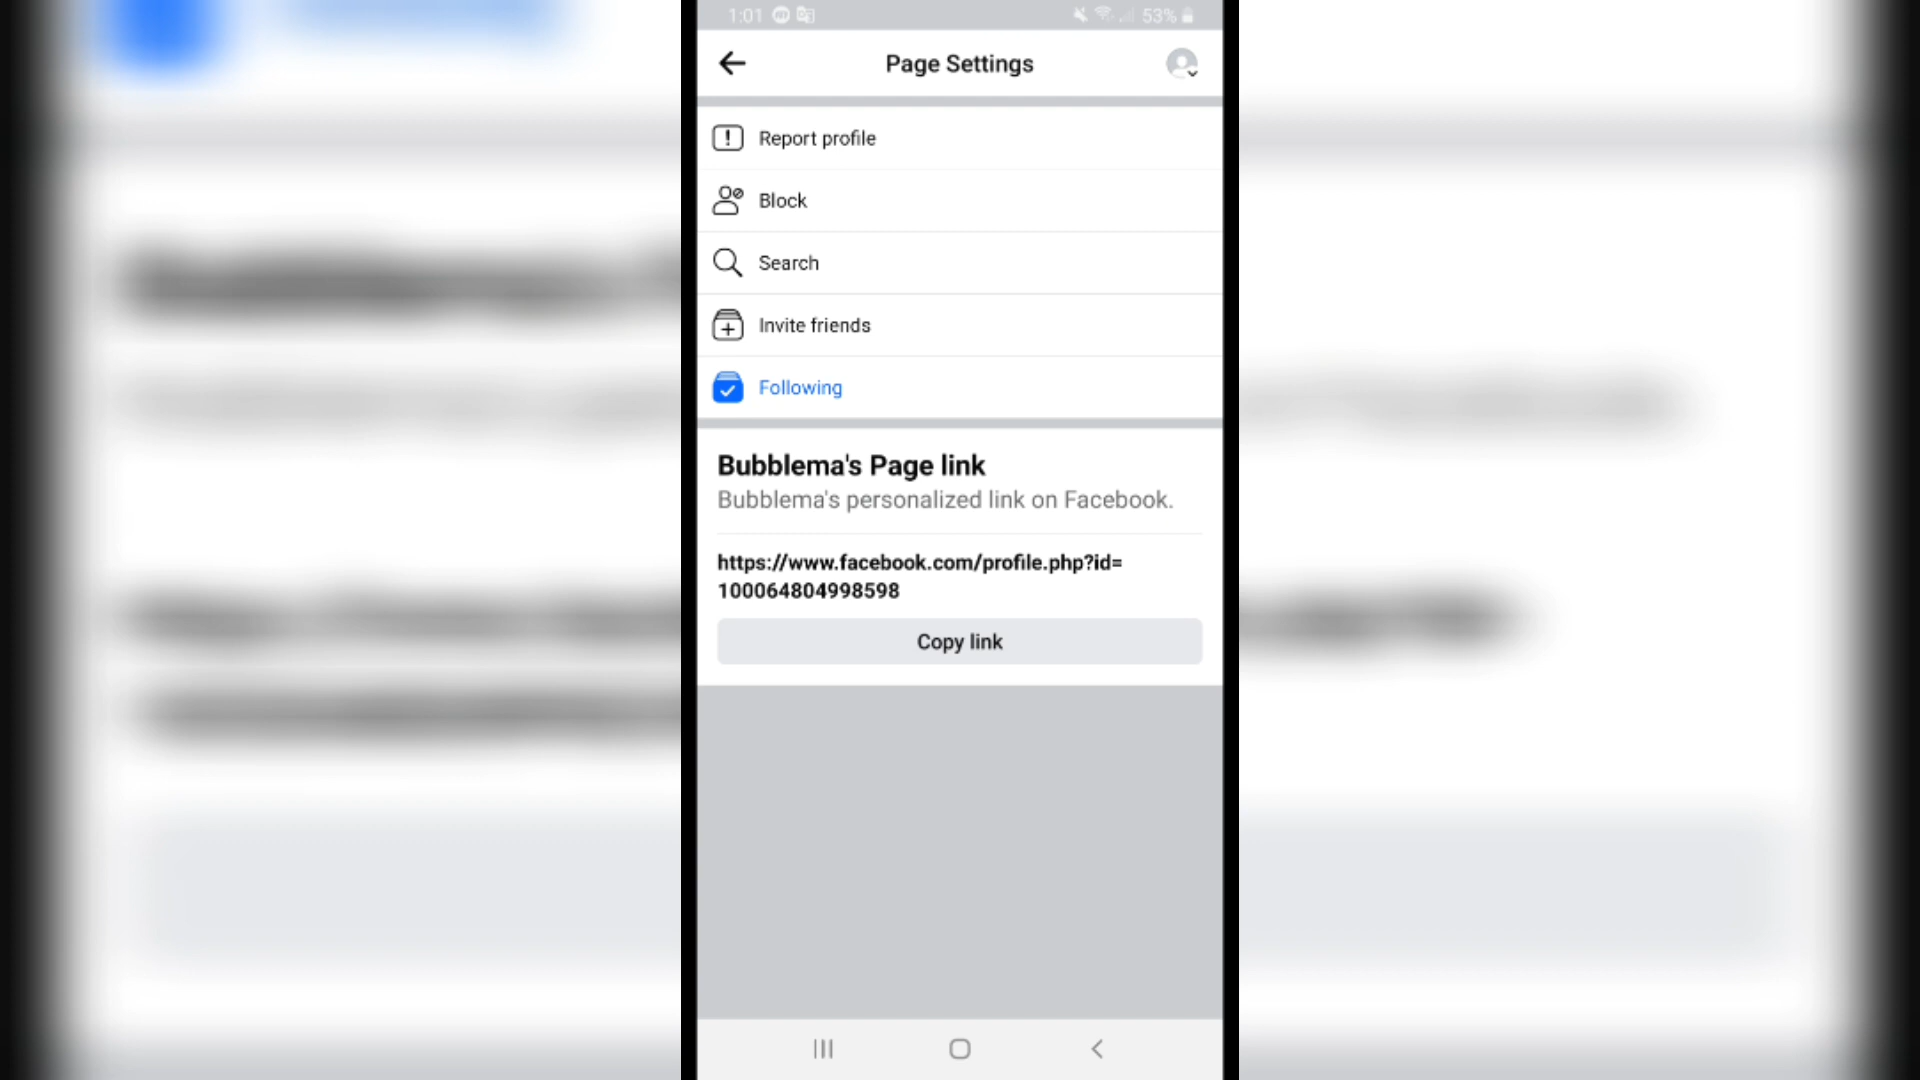 1:01 53%
Page Settings
Report profile
Block
Search
Invite friends
Following
Bubblema's Page link
Bubblema's personalized link on Facebook.
https://www.facebook.com/profile.php?id=
100064804998598
Copy link